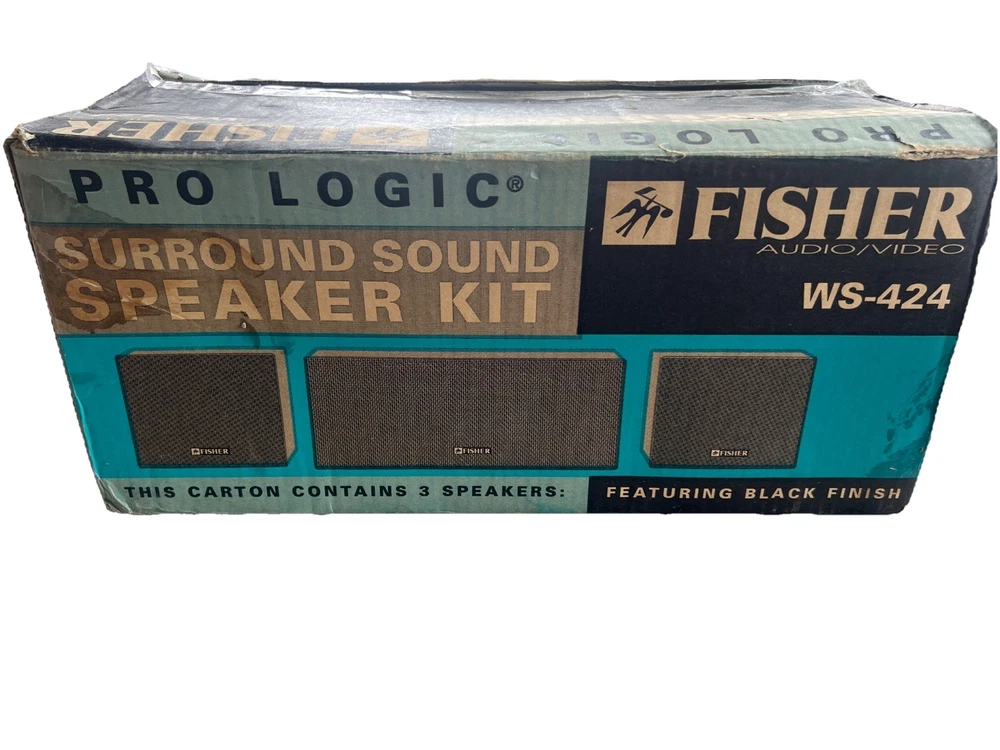 FISHER
PRO LOGIC
PRO LOGIC®
FISHER
AUDIO/VIDEO
WS-424
SURROUND SOUND
SPEAKER KIT
FISHER
FISHER
FISHER
THIS CARTON CONTAINS 3 SPEAKERS:
FEATURING BLACK FINISH